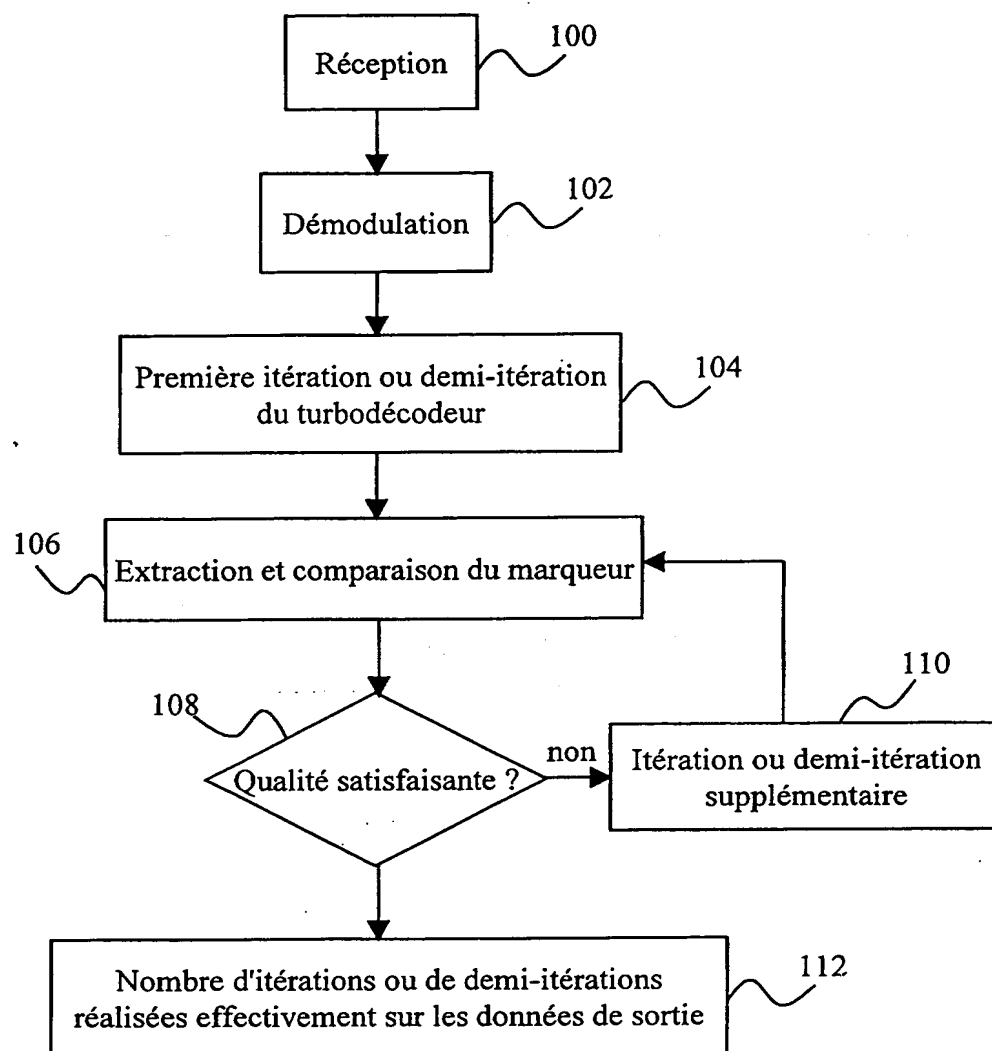 Réception
100
Démodulation
102
Première itération ou demi-itération
du turbodécodeur
104
106
Extraction et comparaison du marqueur
108
Qualité satisfaisante ?
non
110
Itération ou demi-itération
supplémentaire
Nombre d'itérations ou de demi-itérations
réalisées effectivement sur les données de sortie
112